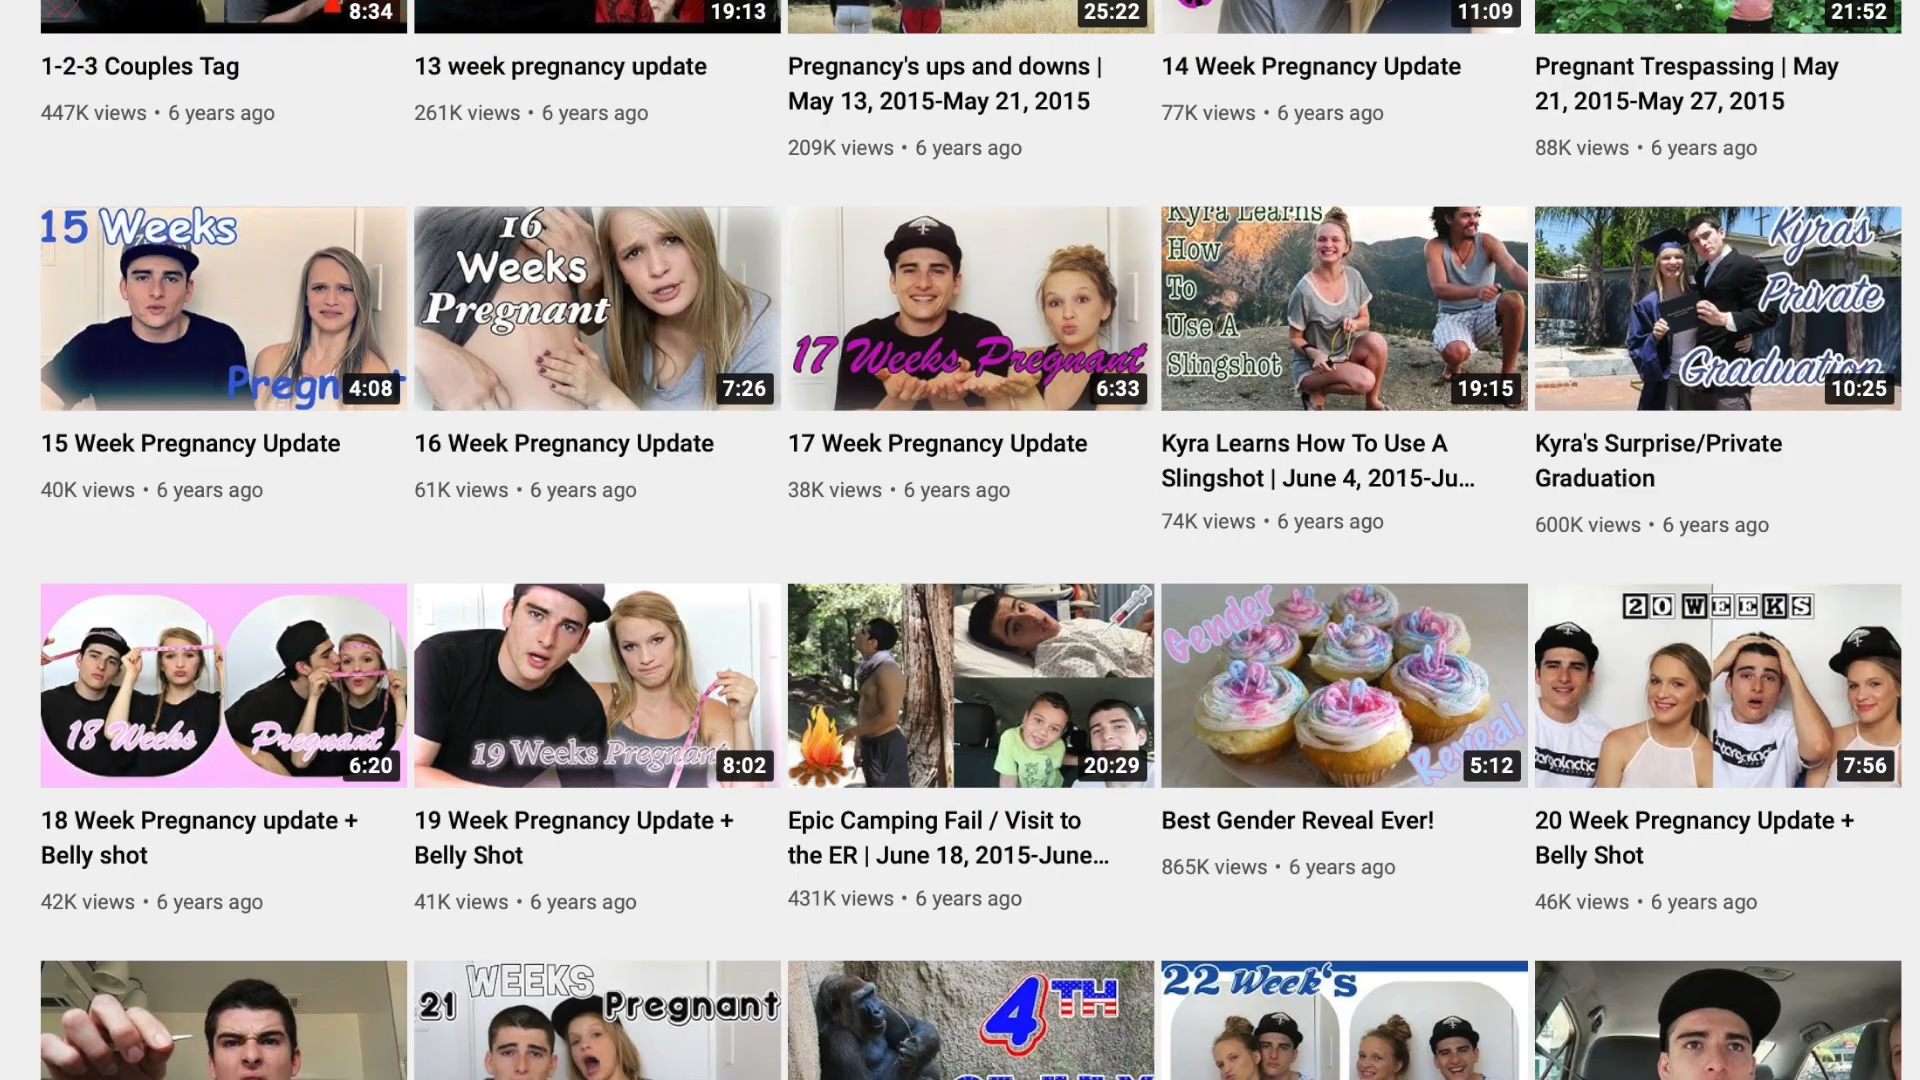 8:34
19:13
25:22
11:09
21:52
1-2-3 Couples Tag
447K views • 6 years ago
13 week pregnancy update
261K views • 6 years ago
Pregnancy's ups and downs |
May 13, 2015-May 21, 2015
209K views • 6 years ago
14 Week Pregnancy Update
77K views • 6 years ago
Pregnant Trespassing | May
21, 2015-May 27, 2015
88K views • 6 years ago
15 Weeks
Pregn
4:08
16
Weeks
Pregnant
7:26
17 Weeks Pregnant
6:33
Kyra Learns
How
To
Use A
Slingshot
19:15
Kyra's
Private
Graduation
10:25
15 Week Pregnancy Update
40K views • 6 years ago
16 Week Pregnancy Update
61K views • 6 years ago
17 Week Pregnancy Update
38K views • 6 years ago
Kyra Learns How To Use A
Slingshot | June 4, 2015-Ju...
74K views • 6 years ago
Kyra's Surprise/Private
Graduation
600K views • 6 years ago
18 Weeks Pregnant
6:20
19 Weeks Pregnant
8:02
20:29
Gender
Reveal
5:12
20 WEEKS
7:56
18 Week Pregnancy update +
Belly shot
42K views • 6 years ago
19 Week Pregnancy Update +
Belly Shot
41K views • 6 years ago
Epic Camping Fail / Visit to
the ER | June 18, 2015-June...
431K views • 6 years ago
Best Gender Reveal Ever!
865K views • 6 years ago
20 Week Pregnancy Update +
Belly Shot
46K views • 6 years ago
21 WEEKS Pregnant
4TH
22 Week's